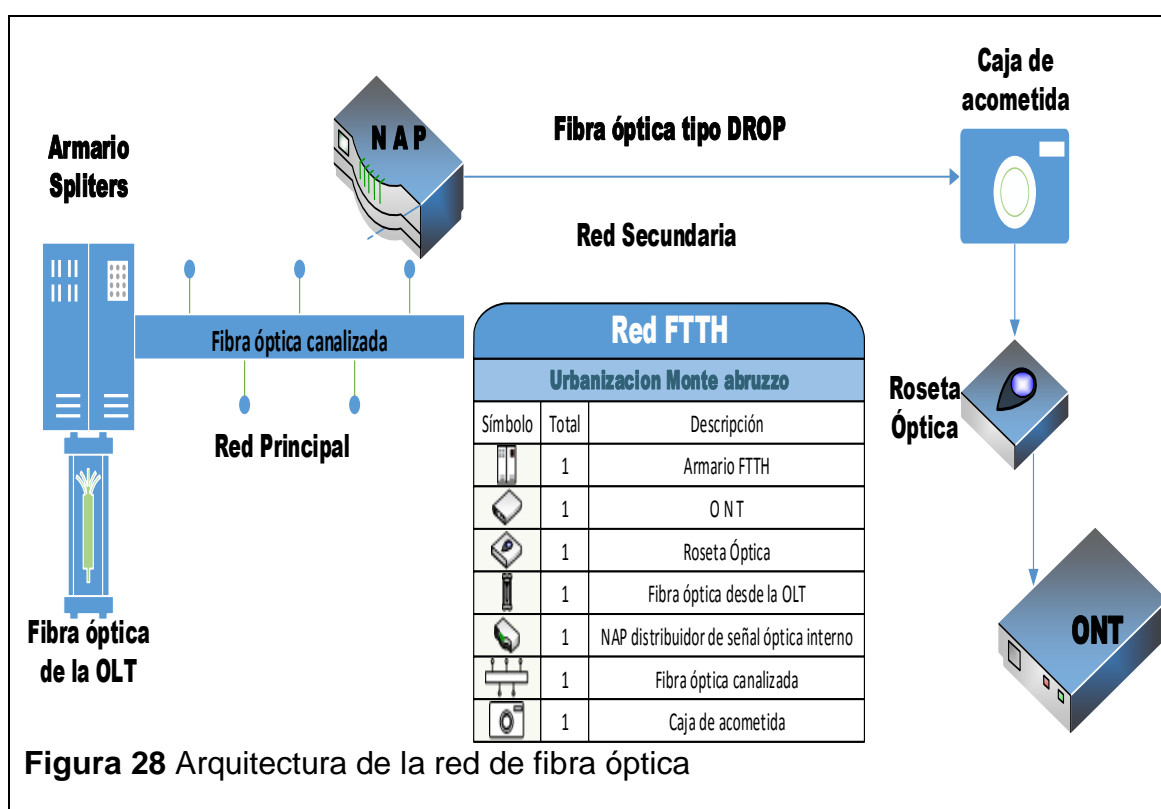 Armario
Spliters
N A P
Fibra óptica tipo DROP
Caja de
acometida
Red Secundaria
Fibra óptica canalizada
Red Principal
Roseta
Óptica
Fibra óptica
de la OLT
ONT
Red FTTH
Urbanizacion Monte abruzzo
Símbolo Total Descripción
1 Armario FTTH
1 O N T
1 Roseta Óptica
1 Fibra óptica desde la OLT
1 NAP distribuidor de señal óptica interno
1 Fibra óptica canalizada
1 Caja de acometida
Figura 28 Arquitectura de la red de fibra óptica